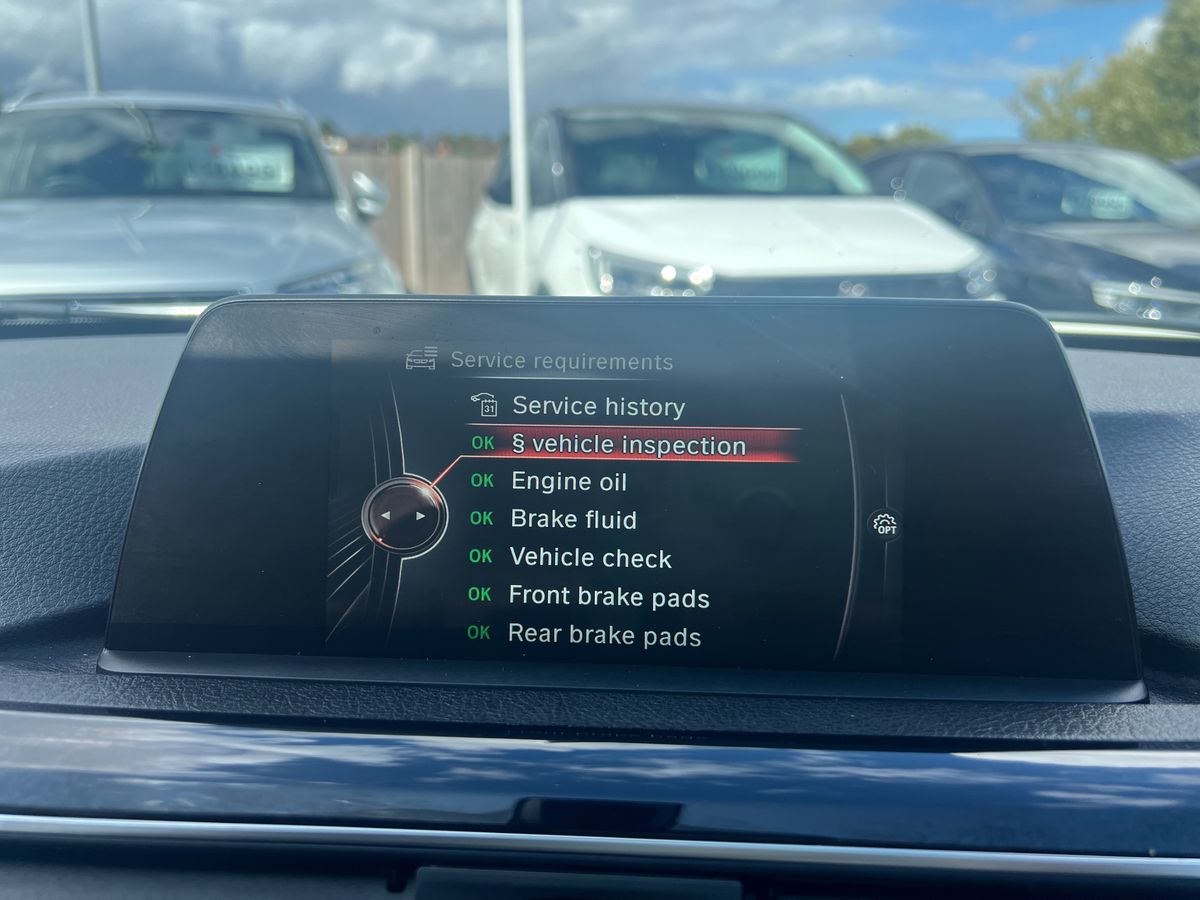 Service requirements
31 Service history
OK § vehicle inspection
OK Engine oil
OK Brake fluid
OK Vehicle check
OK Front brake pads
OK Rear brake pads
OPT